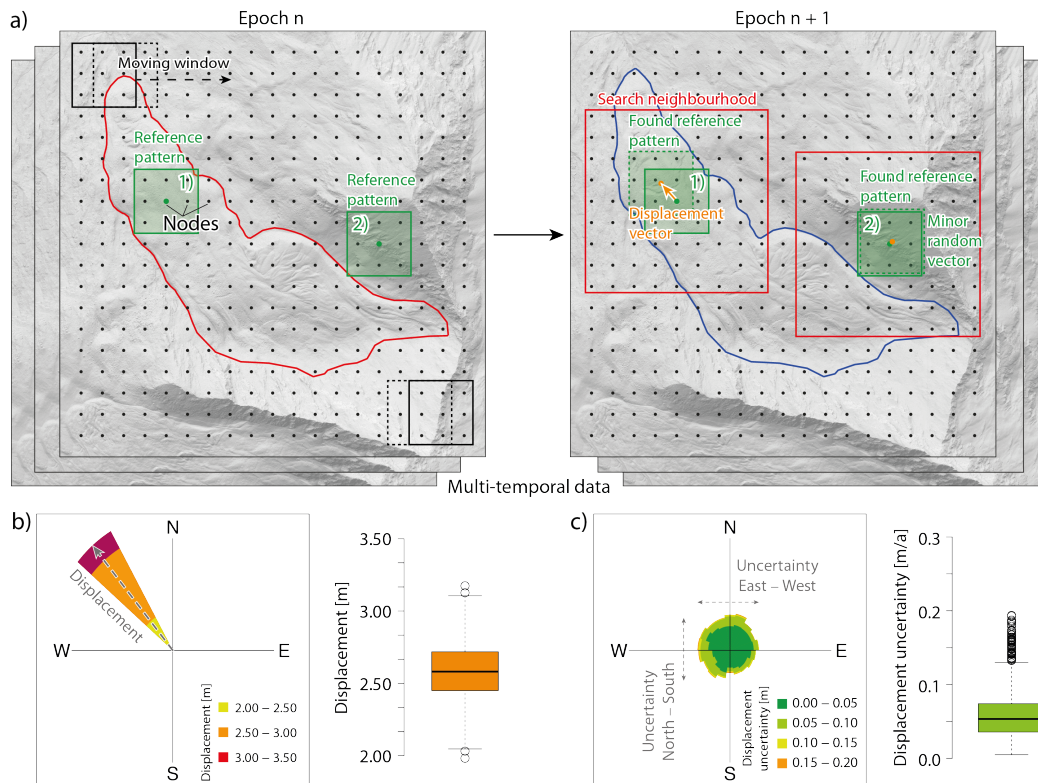 a)
Epoch n
Epoch n + 1
Moving window
Reference
pattern
1)
Nodes
Reference
pattern
2)
Search neighbourhood
Found reference
pattern
1)
Displacement
vector
Found reference
pattern
2)
Minor
random
vector
Multi-temporal data
b)
N
W
E
S
Displacement
Displacement [m]
2.00 – 2.50
2.50 – 3.00
3.00 – 3.50
Displacement [m]
3.50
3.00
2.50
2.00
c)
N
W
E
S
Uncertainty
East – West
Uncertainty
North – South
Displacement
uncertainty [m]
0.00 – 0.05
0.05 – 0.10
0.10 – 0.15
0.15 – 0.20
Displacement uncertainty [m/a]
0.3
0.2
0.1
0.0